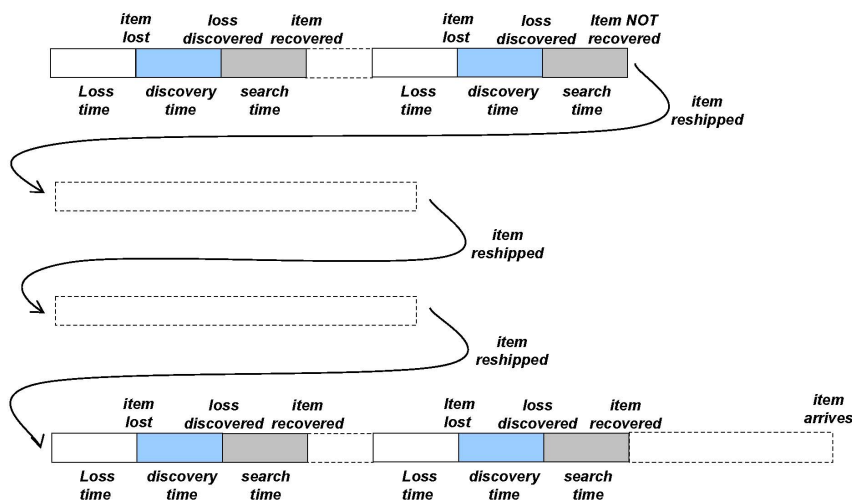 item lost
loss discovered
item recovered
item lost
loss discovered
Item NOT recovered
Loss time
discovery time
search time
Loss time
discovery time
search time
item reshipped
item reshipped
item reshipped
item lost
loss discovered
item recovered
Item lost
loss discovered
item recovered
item arrives
Loss time
discovery time
search time
Loss time
discovery time
search time